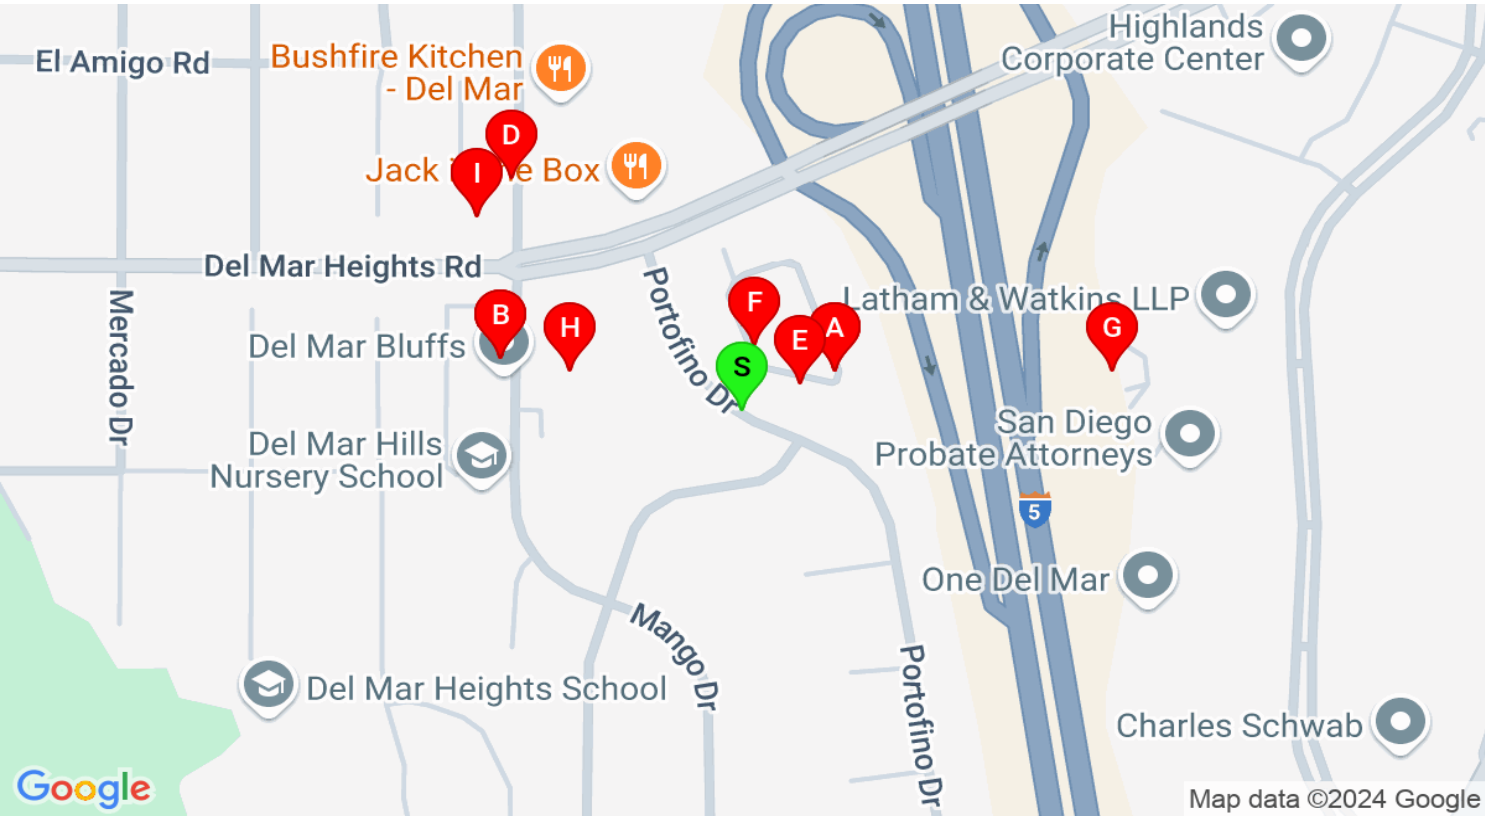 Highlands
Corporate Center
El Amigo Rd
Bushfire Kitchen
- Del Mar
D
Jack
Box
I
Del Mar Heights Rd
Portofino Dr
Mercado Dr
Latham & Watkins LLP
B
H
F
E
A
G
Del Mar Bluffs
S
San Diego
Probate Attorneys
Del Mar Hills
Nursery School
5
One Del Mar
Mango Dr
Portofino Dr
Del Mar Heights School
Charles Schwab
Google
Map data ©2024 Google